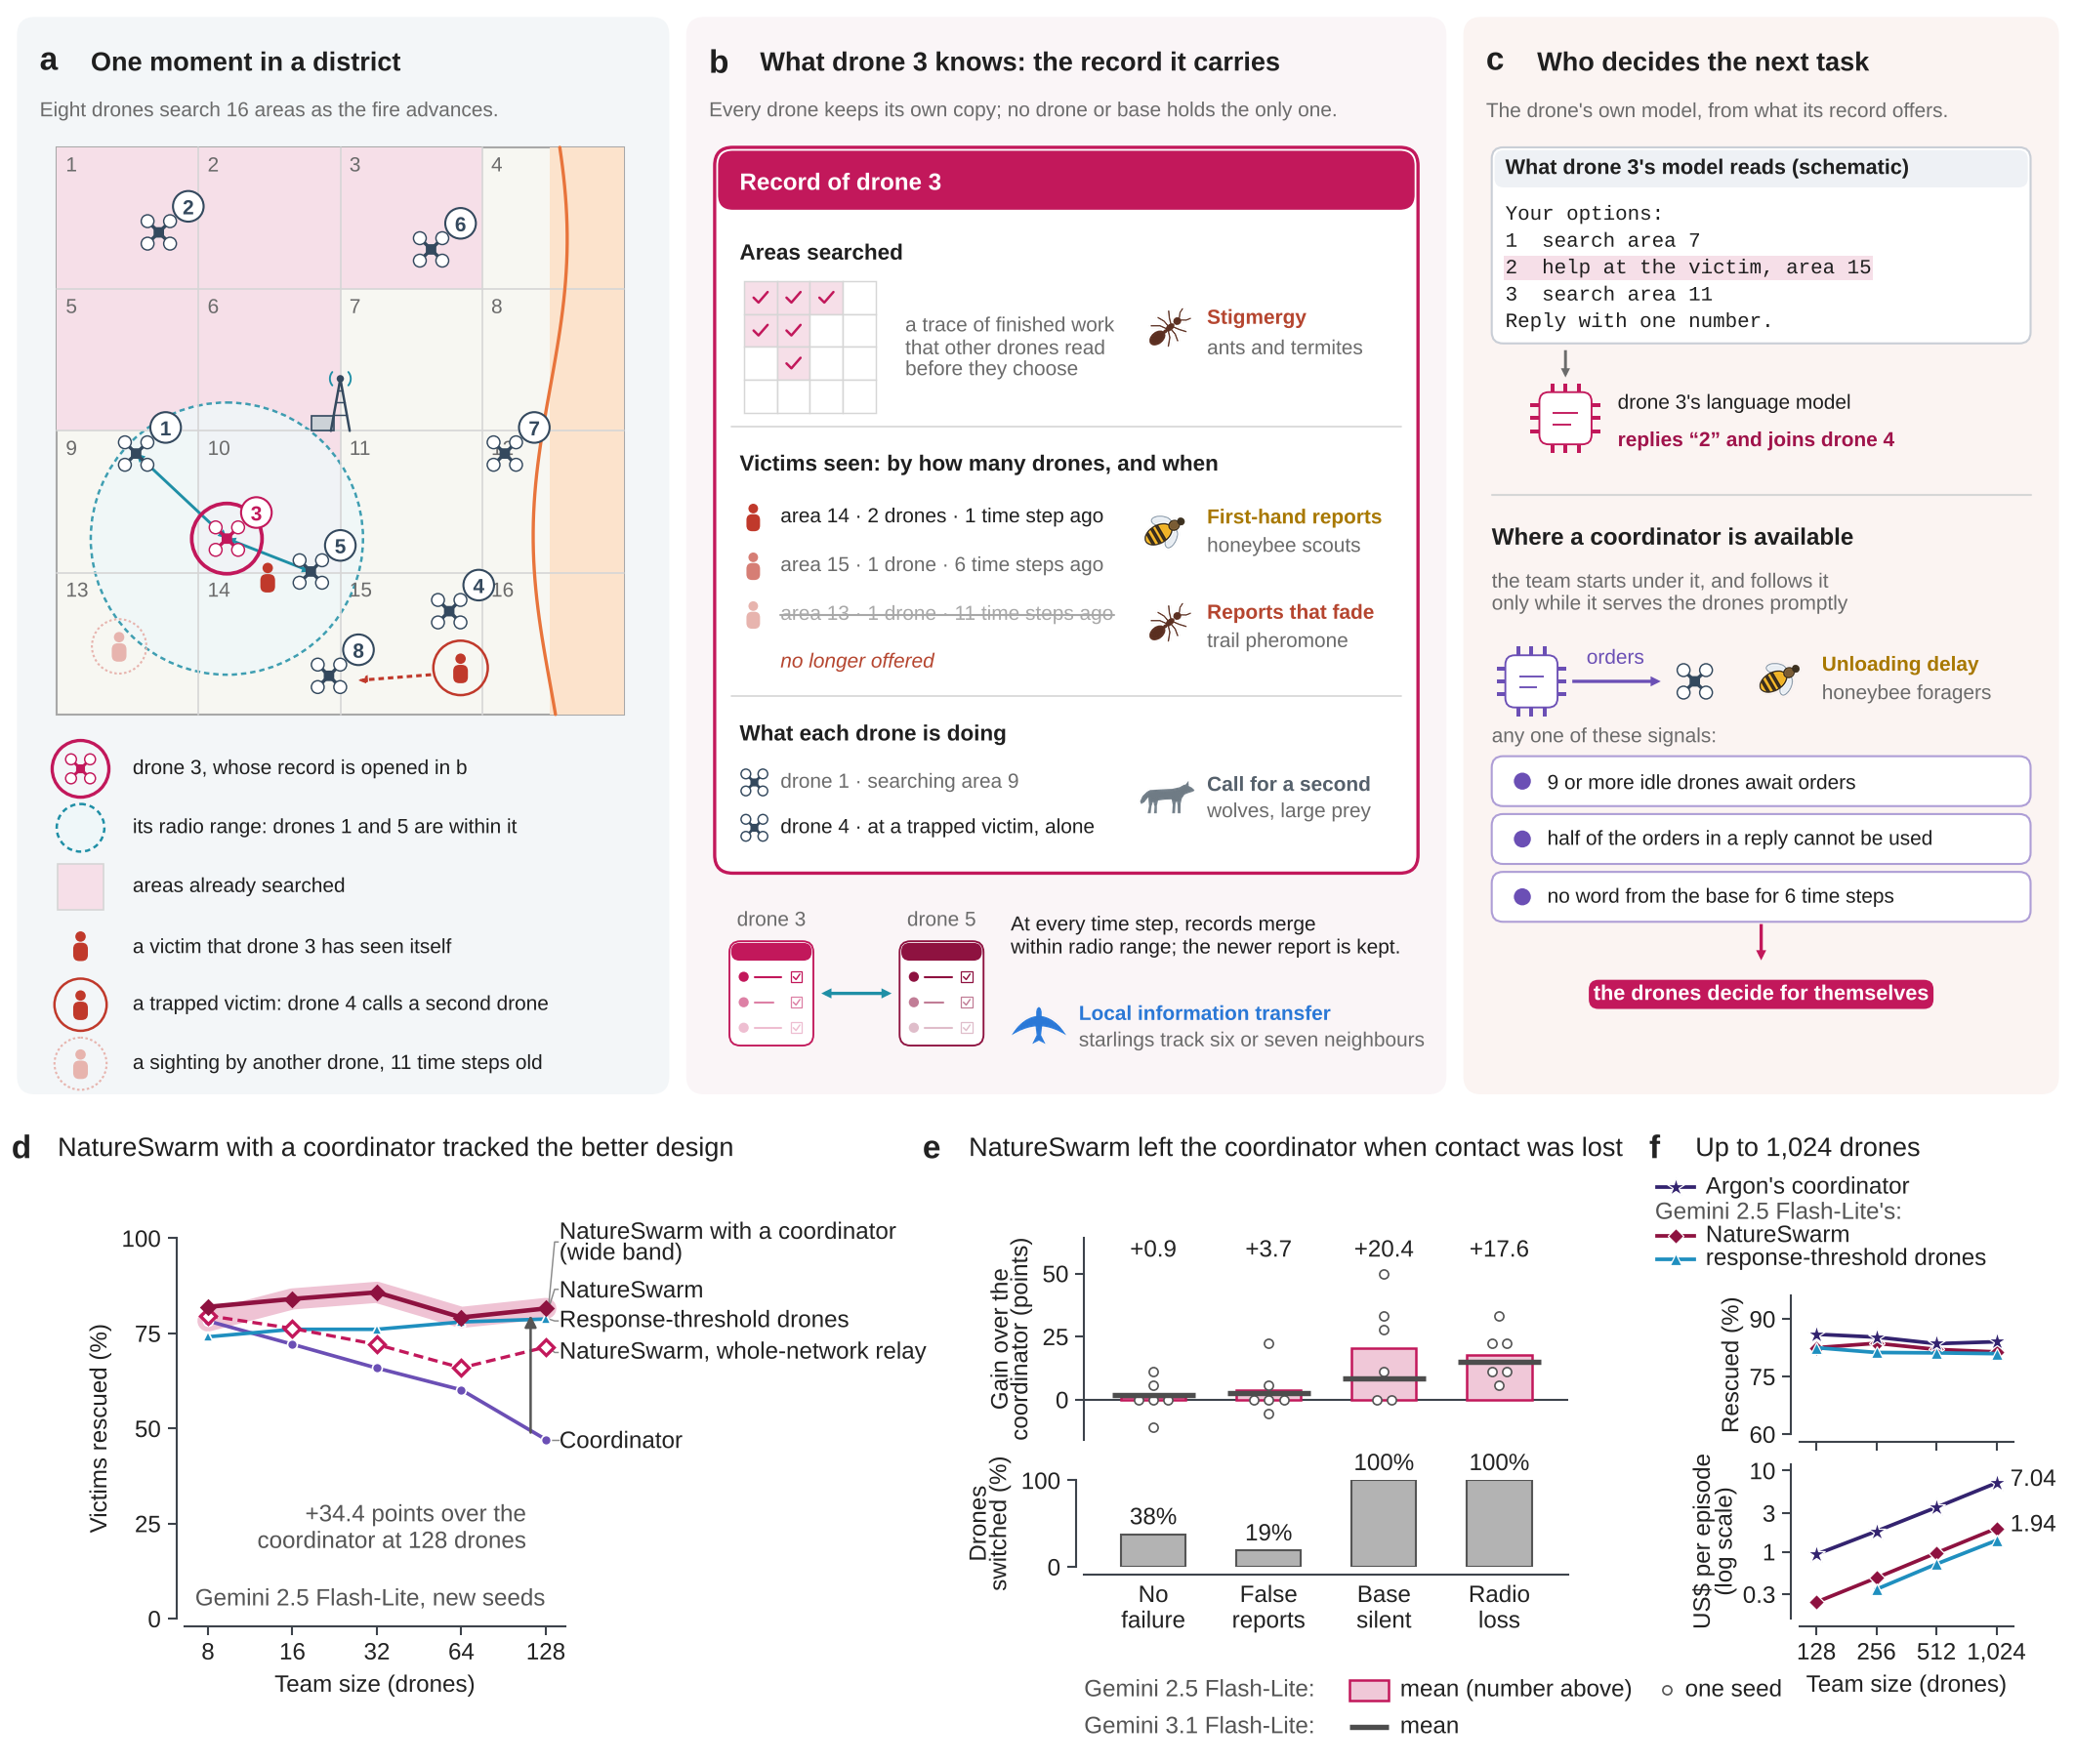 a One moment in a district
Eight drones search 16 areas as the fire advances.
1 2 3 4
2
6
5 6 7 8
1
7
9 10 11 12
3
5
4
13 14 15 16
8
drone 3, whose record is opened in b
its radio range: drones 1 and 5 are within it
areas already searched
a victim that drone 3 has seen itself
a trapped victim: drone 4 calls a second drone
a sighting by another drone, 11 time steps old
b What drone 3 knows: the record it carries
Every drone keeps its own copy; no drone or base holds the only one.
Record of drone 3
Areas searched
a trace of finished work
that other drones read
before they choose
Stigmergy
ants and termites
Victims seen: by how many drones, and when
area 14 · 2 drones · 1 time step ago
area 15 · 1 drone · 6 time steps ago
area 13 · 1 drone · 11 time steps ago
no longer offered
First-hand reports
honeybee scouts
Reports that fade
trail pheromone
What each drone is doing
drone 1 · searching area 9
drone 4 · at a trapped victim, alone
Call for a second
wolves, large prey
drone 3 drone 5
At every time step, records merge
within radio range; the newer report is kept.
Local information transfer
starlings track six or seven neighbours
c Who decides the next task
The drone's own model, from what its record offers.
What drone 3's model reads (schematic)
Your options:
1 search area 7
2 help at the victim, area 15
3 search area 11
Reply with one number.
drone 3's language model
replies “2” and joins drone 4
Where a coordinator is available
the team starts under it, and follows it
only while it serves the drones promptly
orders
Unloading delay
honeybee foragers
any one of these signals:
9 or more idle drones await orders
half of the orders in a reply cannot be used
no word from the base for 6 time steps
the drones decide for themselves
d NatureSwarm with a coordinator tracked the better design
Victims rescued (%)
100
75
50
25
0
NatureSwarm with a coordinator
(wide band)
NatureSwarm
Response-threshold drones
NatureSwarm, whole-network relay
Coordinator
+34.4 points over the
coordinator at 128 drones
Gemini 2.5 Flash-Lite, new seeds
8 16 32 64 128
Team size (drones)
e NatureSwarm left the coordinator when contact was lost
Gain over the
coordinator (points)
50
25
0
+0.9 +3.7 +20.4 +17.6
Drones
switched (%)
100
0
38% 19% 100% 100%
No
failure
False
reports
Base
silent
Radio
loss
Gemini 2.5 Flash-Lite: mean (number above) one seed
Gemini 3.1 Flash-Lite: mean
f Up to 1,024 drones
Argon's coordinator
Gemini 2.5 Flash-Lite's:
NatureSwarm
response-threshold drones
Rescued (%)
90
75
60
US$ per episode
(log scale)
10
3
1
0.3
7.04
1.94
128 256 512 1,024
Team size (drones)